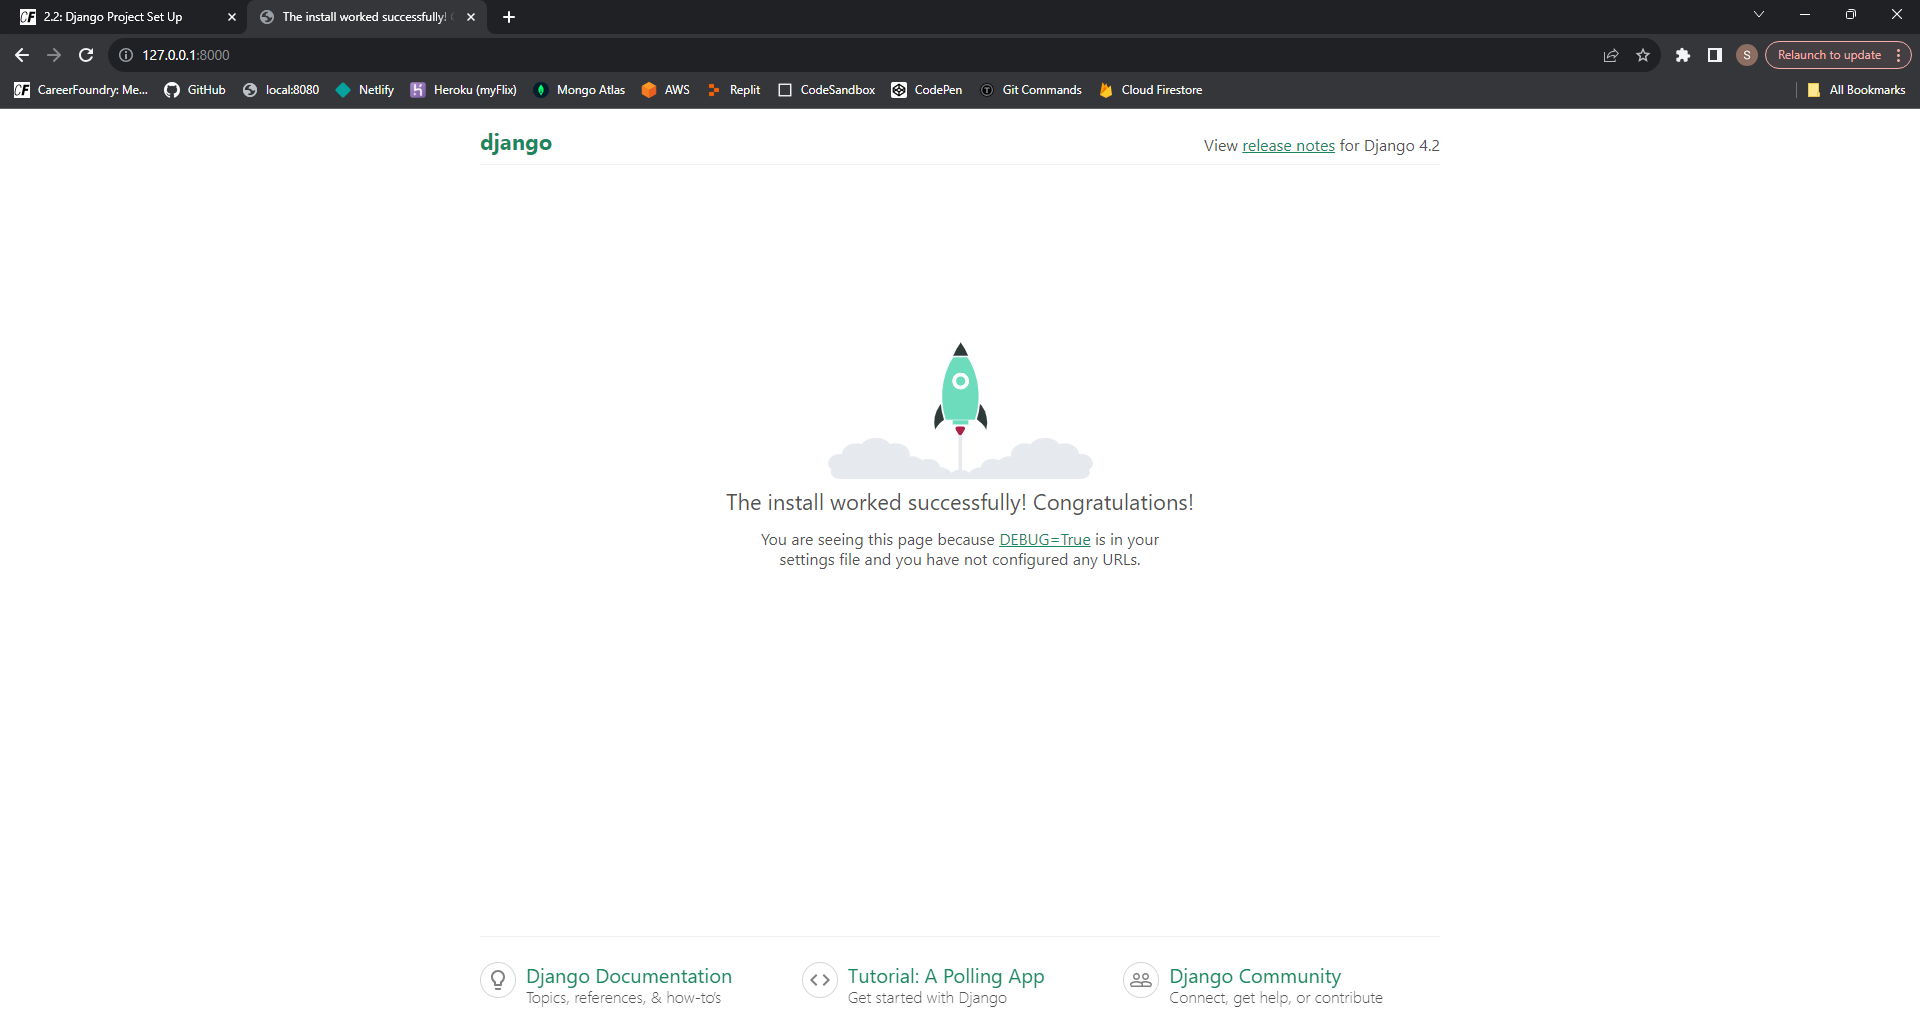 CF 2.2: Django Project Set Up
The install worked successfully!
127.0.0.1:8000
S
Relaunch to update
CF CareerFoundry: Me...
GitHub
local:8080
Netlify
Heroku (myFlix)
Mongo Atlas
AWS
Replit
CodeSandbox
CodePen
Git Commands
Cloud Firestore
All Bookmarks
django
View release notes for Django 4.2
The install worked successfully! Congratulations!
You are seeing this page because DEBUG=True is in your
settings file and you have not configured any URLs.
Django Documentation
Topics, references, & how-to's
Tutorial: A Polling App
Get started with Django
Django Community
Connect, get help, or contribute